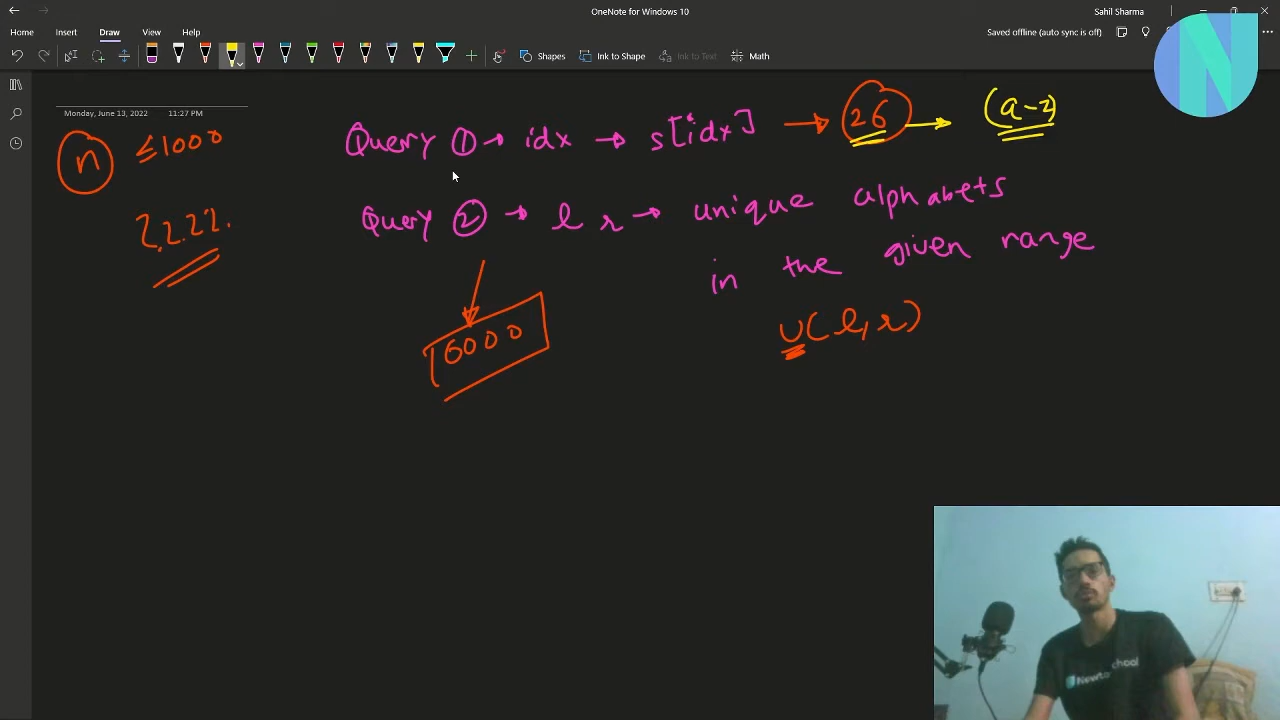 OneNote for Windows 10
Sahil Sharma
Home Insert Draw View Help
Saved offline (auto sync is off)
Shapes Ink to Shape Ink to Text Math
Monday, June 13, 2022 11:27 PM
n ≤1000
Query ① → idx → s[idx] → 26 → (a-z)
Query ② → l r → unique alphabets
in the given range
U(l, r)
16000